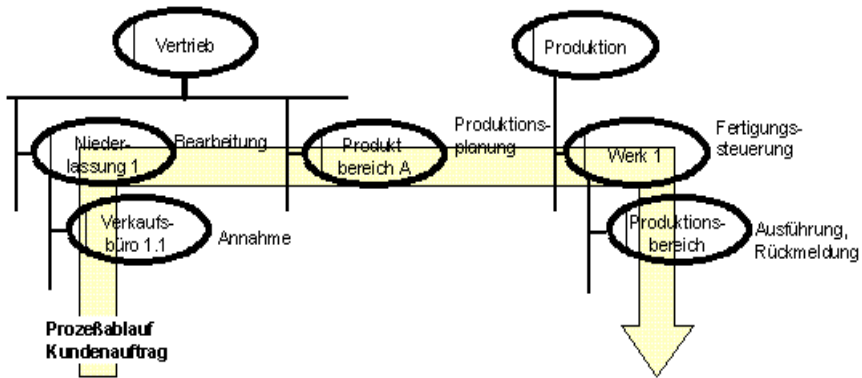 Vertrieb
Produktion
Nieder-
lassung 1
Bearbeitung
Produkt
bereich A
Produktions-
planung
Werk 1
Fertigungs-
steuerung
Verkaufs-
büro 1.1
Annahme
Produktions-
bereich
Ausführung,
Rückmeldung
Prozeßablauf
Kundenauftrag